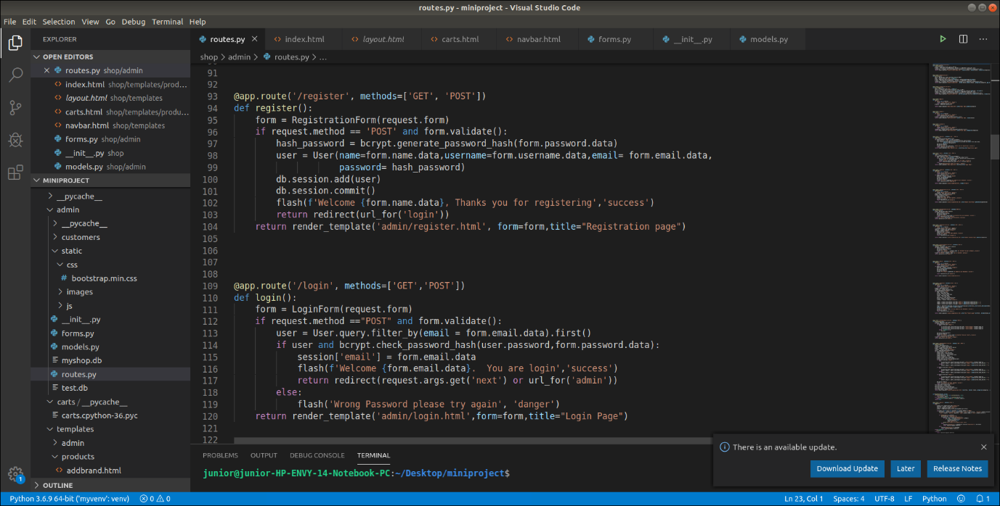 routes.py - miniproject - Visual Studio Code
File Edit Selection View Go Debug Terminal Help
EXPLORER
OPEN EDITORS
routes.py shop/admin
index.html shop/templates/prod...
layout.html shop/templates
carts.html shop/templates/produ...
navbar.html shop/templates
forms.py shop/admin
__init__.py shop
models.py shop/admin
MINIPROJECT
__pycache__
admin
__pycache__
customers
static
css
# bootstrap.min.css
images
js
__init__.py
forms.py
models.py
myshop.db
routes.py
test.db
carts / __pycache__
carts.cpython-36.pyc
templates
admin
products
addbrand.html
OUTLINE
1
routes.py index.html layout.html carts.html navbar.html forms.py __init__.py models.py
shop > admin > routes.py > ...
91
92
93 @app.route('/register', methods=['GET', 'POST'])
94 def register():
95 form = RegistrationForm(request.form)
96 if request.method == 'POST' and form.validate():
97 hash_password = bcrypt.generate_password_hash(form.password.data)
98 user = User(name=form.name.data,username=form.username.data,email= form.email.data,
99 password= hash_password)
100 db.session.add(user)
101 db.session.commit()
102 flash(f'Welcome {form.name.data}, Thanks you for registering','success')
103 return redirect(url_for('login'))
104 return render_template('admin/register.html', form=form,title="Registration page")
105
106
107
108
109 @app.route('/login', methods=['GET','POST'])
110 def login():
111 form = LoginForm(request.form)
112 if request.method =="POST" and form.validate():
113 user = User.query.filter_by(email = form.email.data).first()
114 if user and bcrypt.check_password_hash(user.password,form.password.data):
115 session['email'] = form.email.data
116 flash(f'Welcome {form.email.data}.  You are login','success')
117 return redirect(request.args.get('next') or url_for('admin'))
118 else:
119 flash('Wrong Password please try again', 'danger')
120 return render_template('admin/login.html',form=form,title="Login Page")
121
122
PROBLEMS OUTPUT DEBUG CONSOLE TERMINAL
junior@junior-HP-ENVY-14-Notebook-PC:~/Desktop/miniproject$
There is an available update.
Download Update Later Release Notes
Python 3.6.9 64-bit ('myvenv': venv) 0 0 Ln 23, Col 1 Spaces: 4 UTF-8 LF Python 1